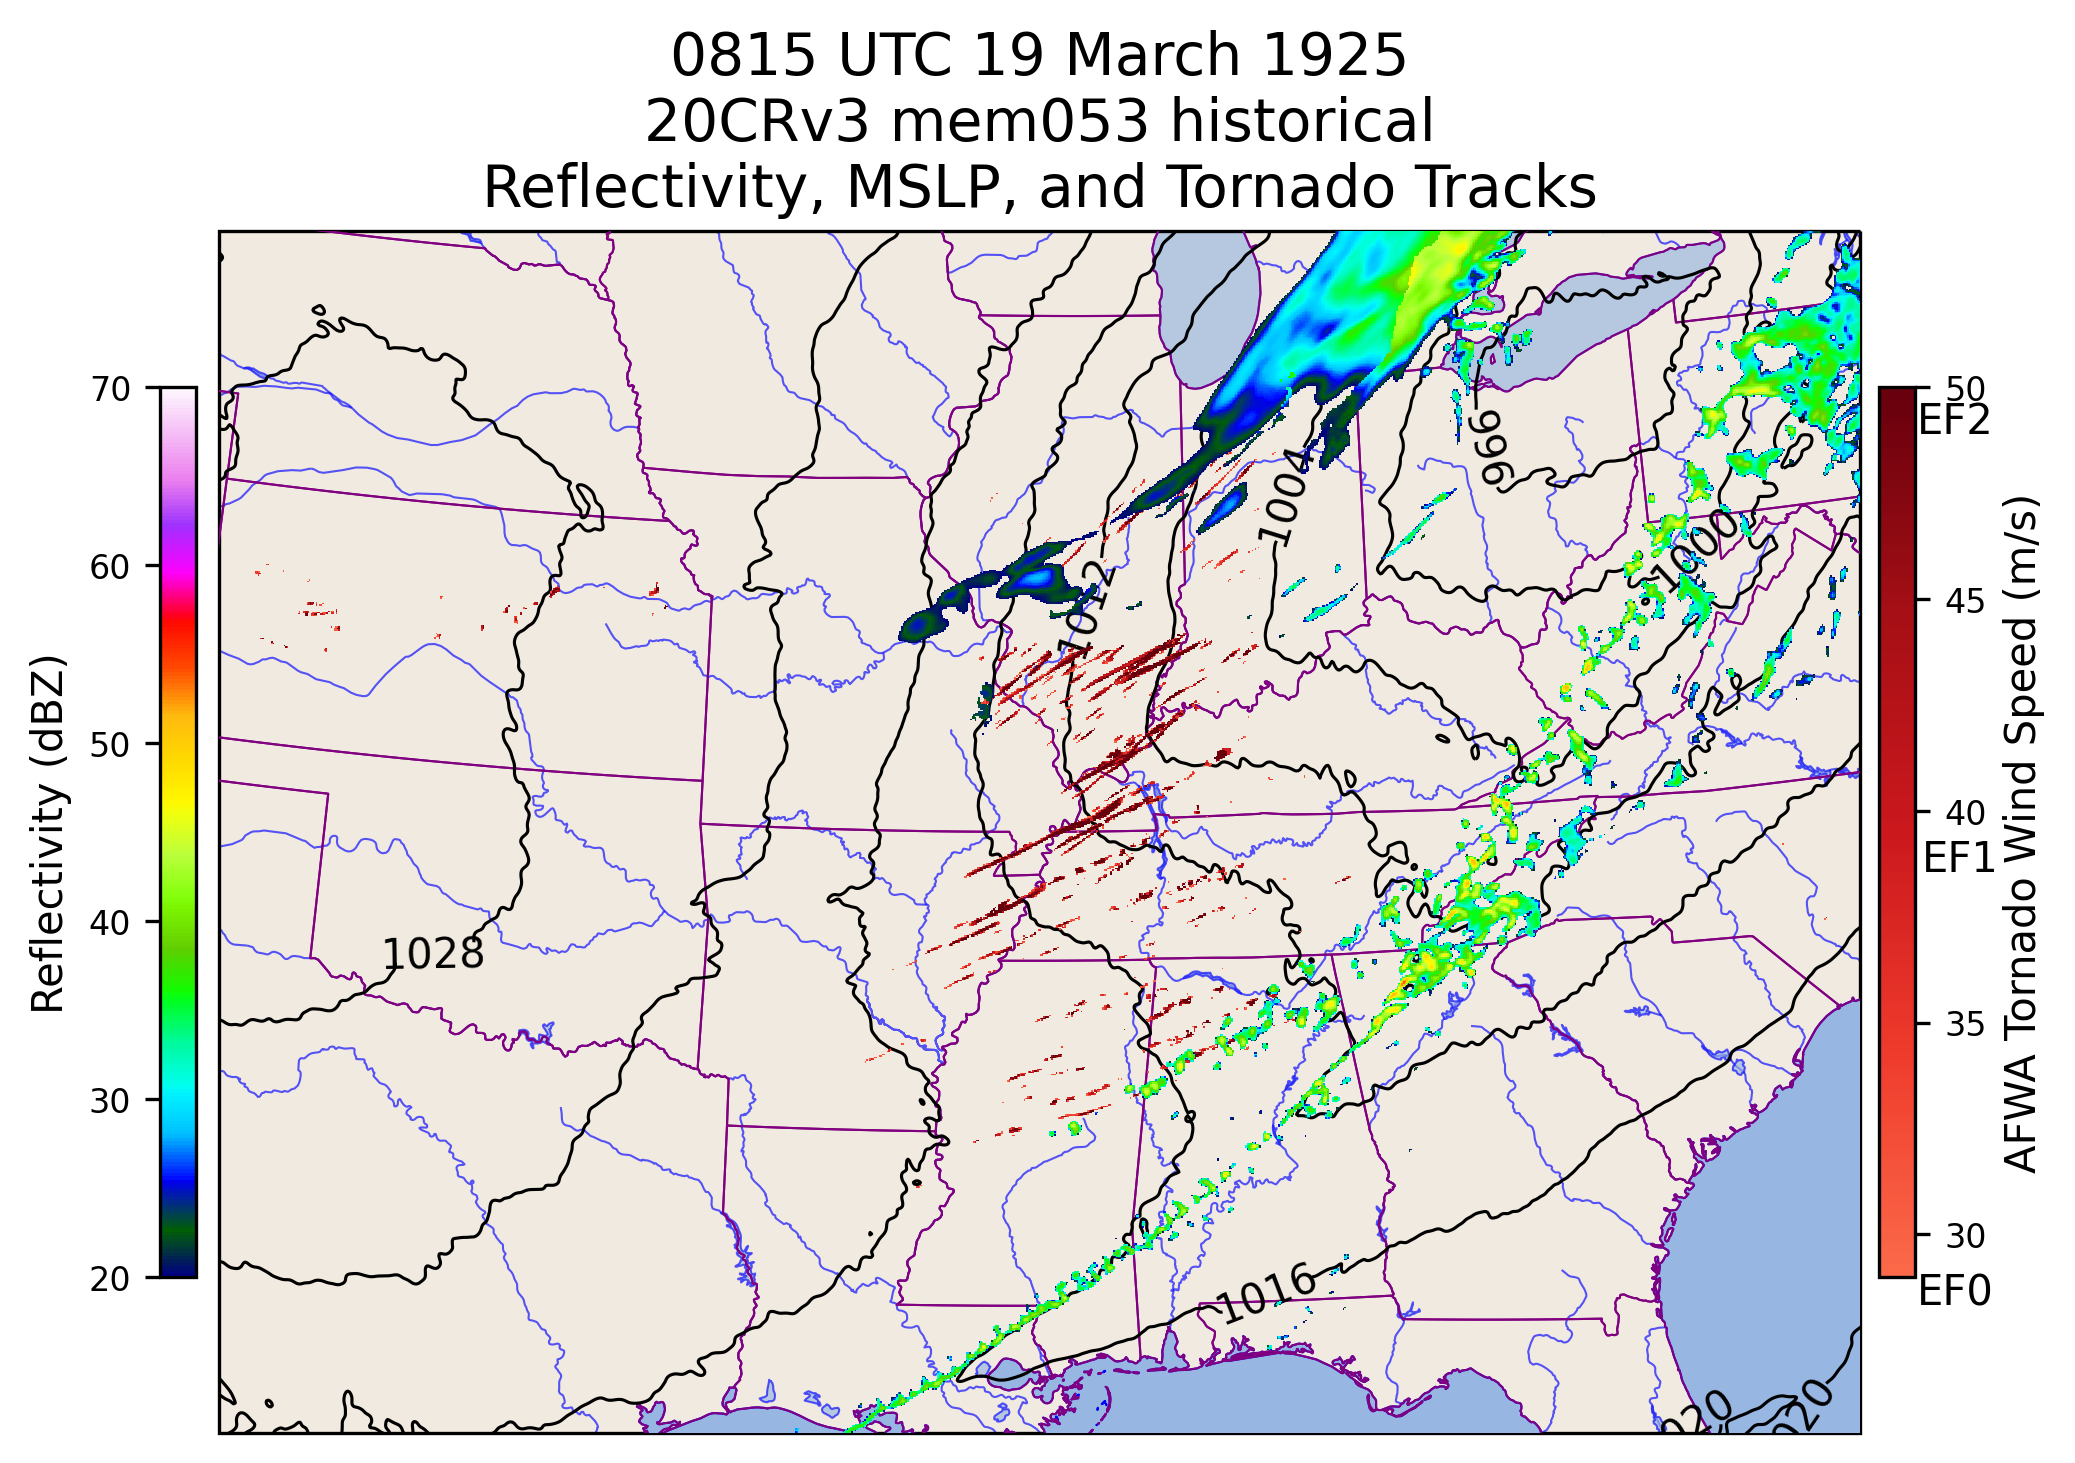 0815 UTC 19 March 1925
20CRv3 mem053 historical
Reflectivity, MSLP, and Tornado Tracks
Reflectivity (dBZ)
70
60
50
40
30
20
996
1004
1012
1000
1028
1016
020
020
50
EF2
45
40
EF1
35
30
EF0
AFWA Tornado Wind Speed (m/s)